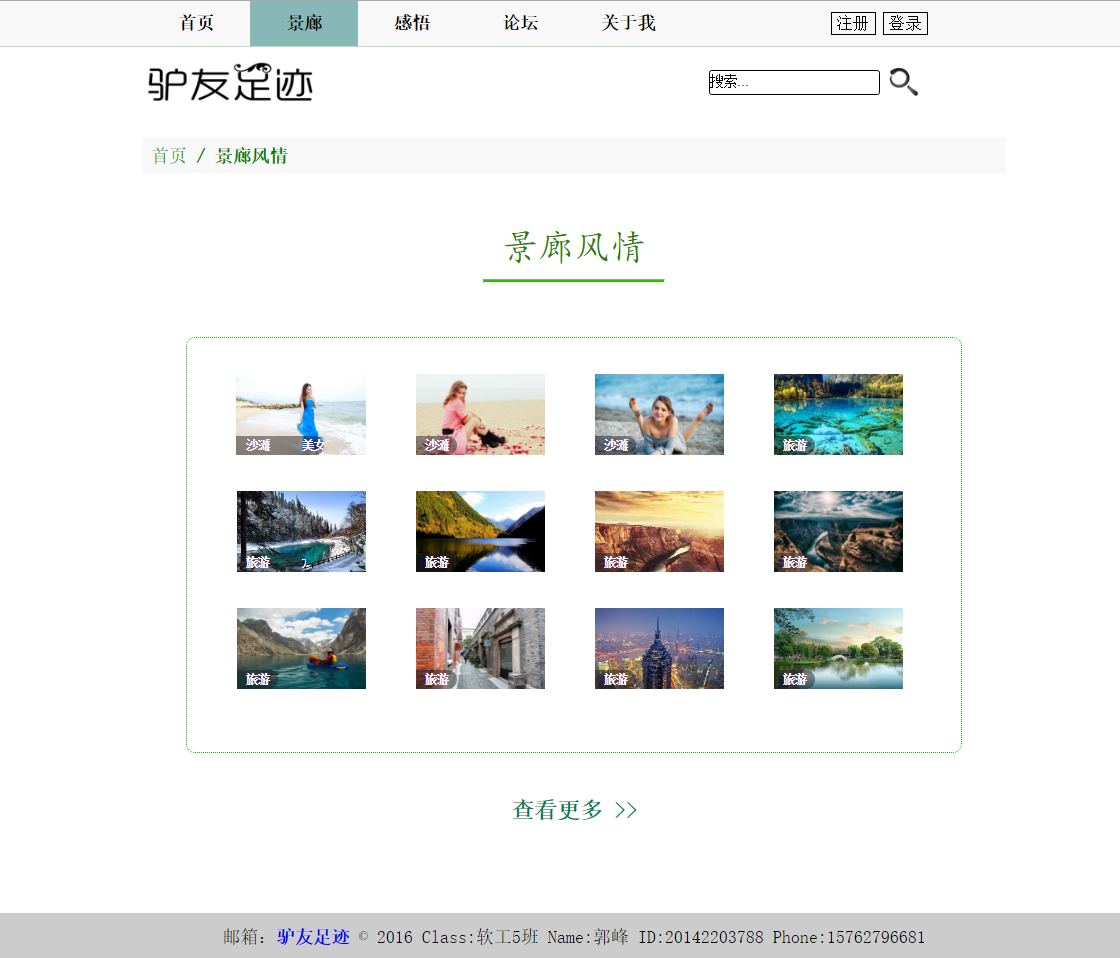 首页 景廊 感悟 论坛 关于我 注册 登录
驴友足迹 搜索...
首页 / 景廊风情
景廊风情
沙滩 美女 沙滩 沙滩 旅游
旅游 旅游 旅游 旅游
旅游 旅游 旅游 旅游
查看更多 >>
邮箱：驴友足迹 © 2016 Class:软工5班 Name:郭峰 ID:20142203788 Phone:15762796681